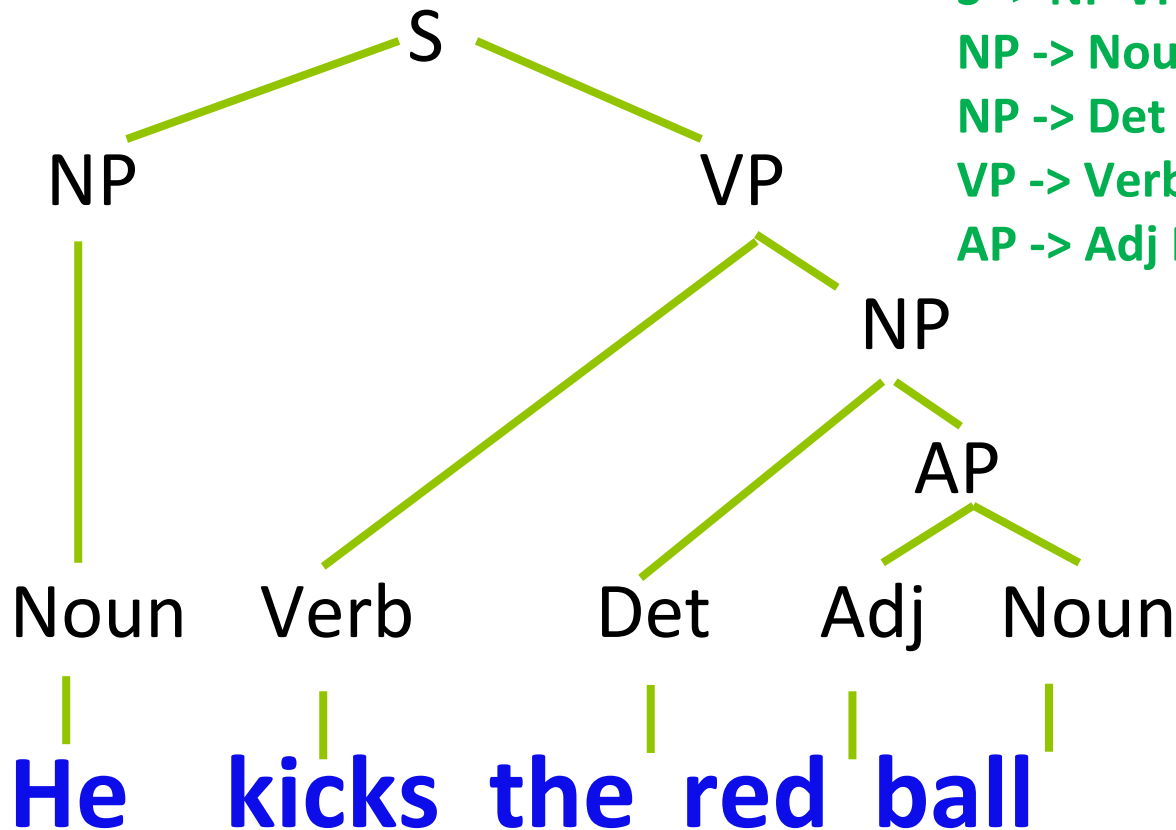 S
NP -> Nou
NP VP
NP -> Det
VP -> Verb
AP -> Adj
NP
AP
Noun Verb Det Adj Noun
He kicks the red ball